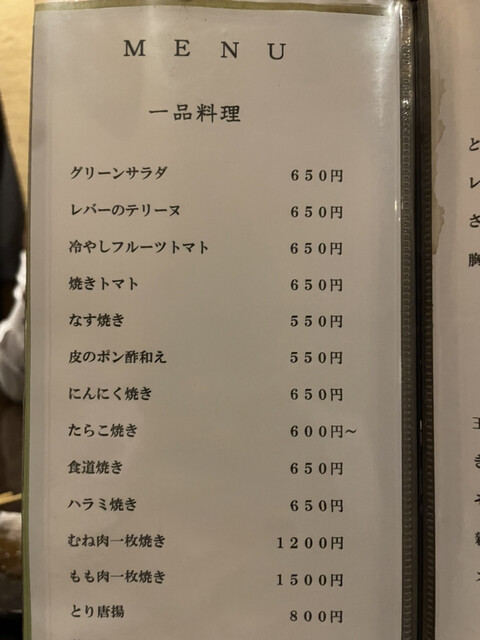 ＭＥＮＵ
一品料理
グリーンサラダ ６５０円
レバーのテリーヌ ６５０円
冷やしフルーツトマト ６５０円
焼きトマト ６５０円
なす焼き ５５０円
皮のポン酢和え ５５０円
にんにく焼き ６５０円
たらこ焼き ６００円〜
食道焼き ６５０円
ハラミ焼き ６５０円
むね肉一枚焼き １２００円
もも肉一枚焼き １５００円
とり唐揚 ８００円
と
レ
さ
胸